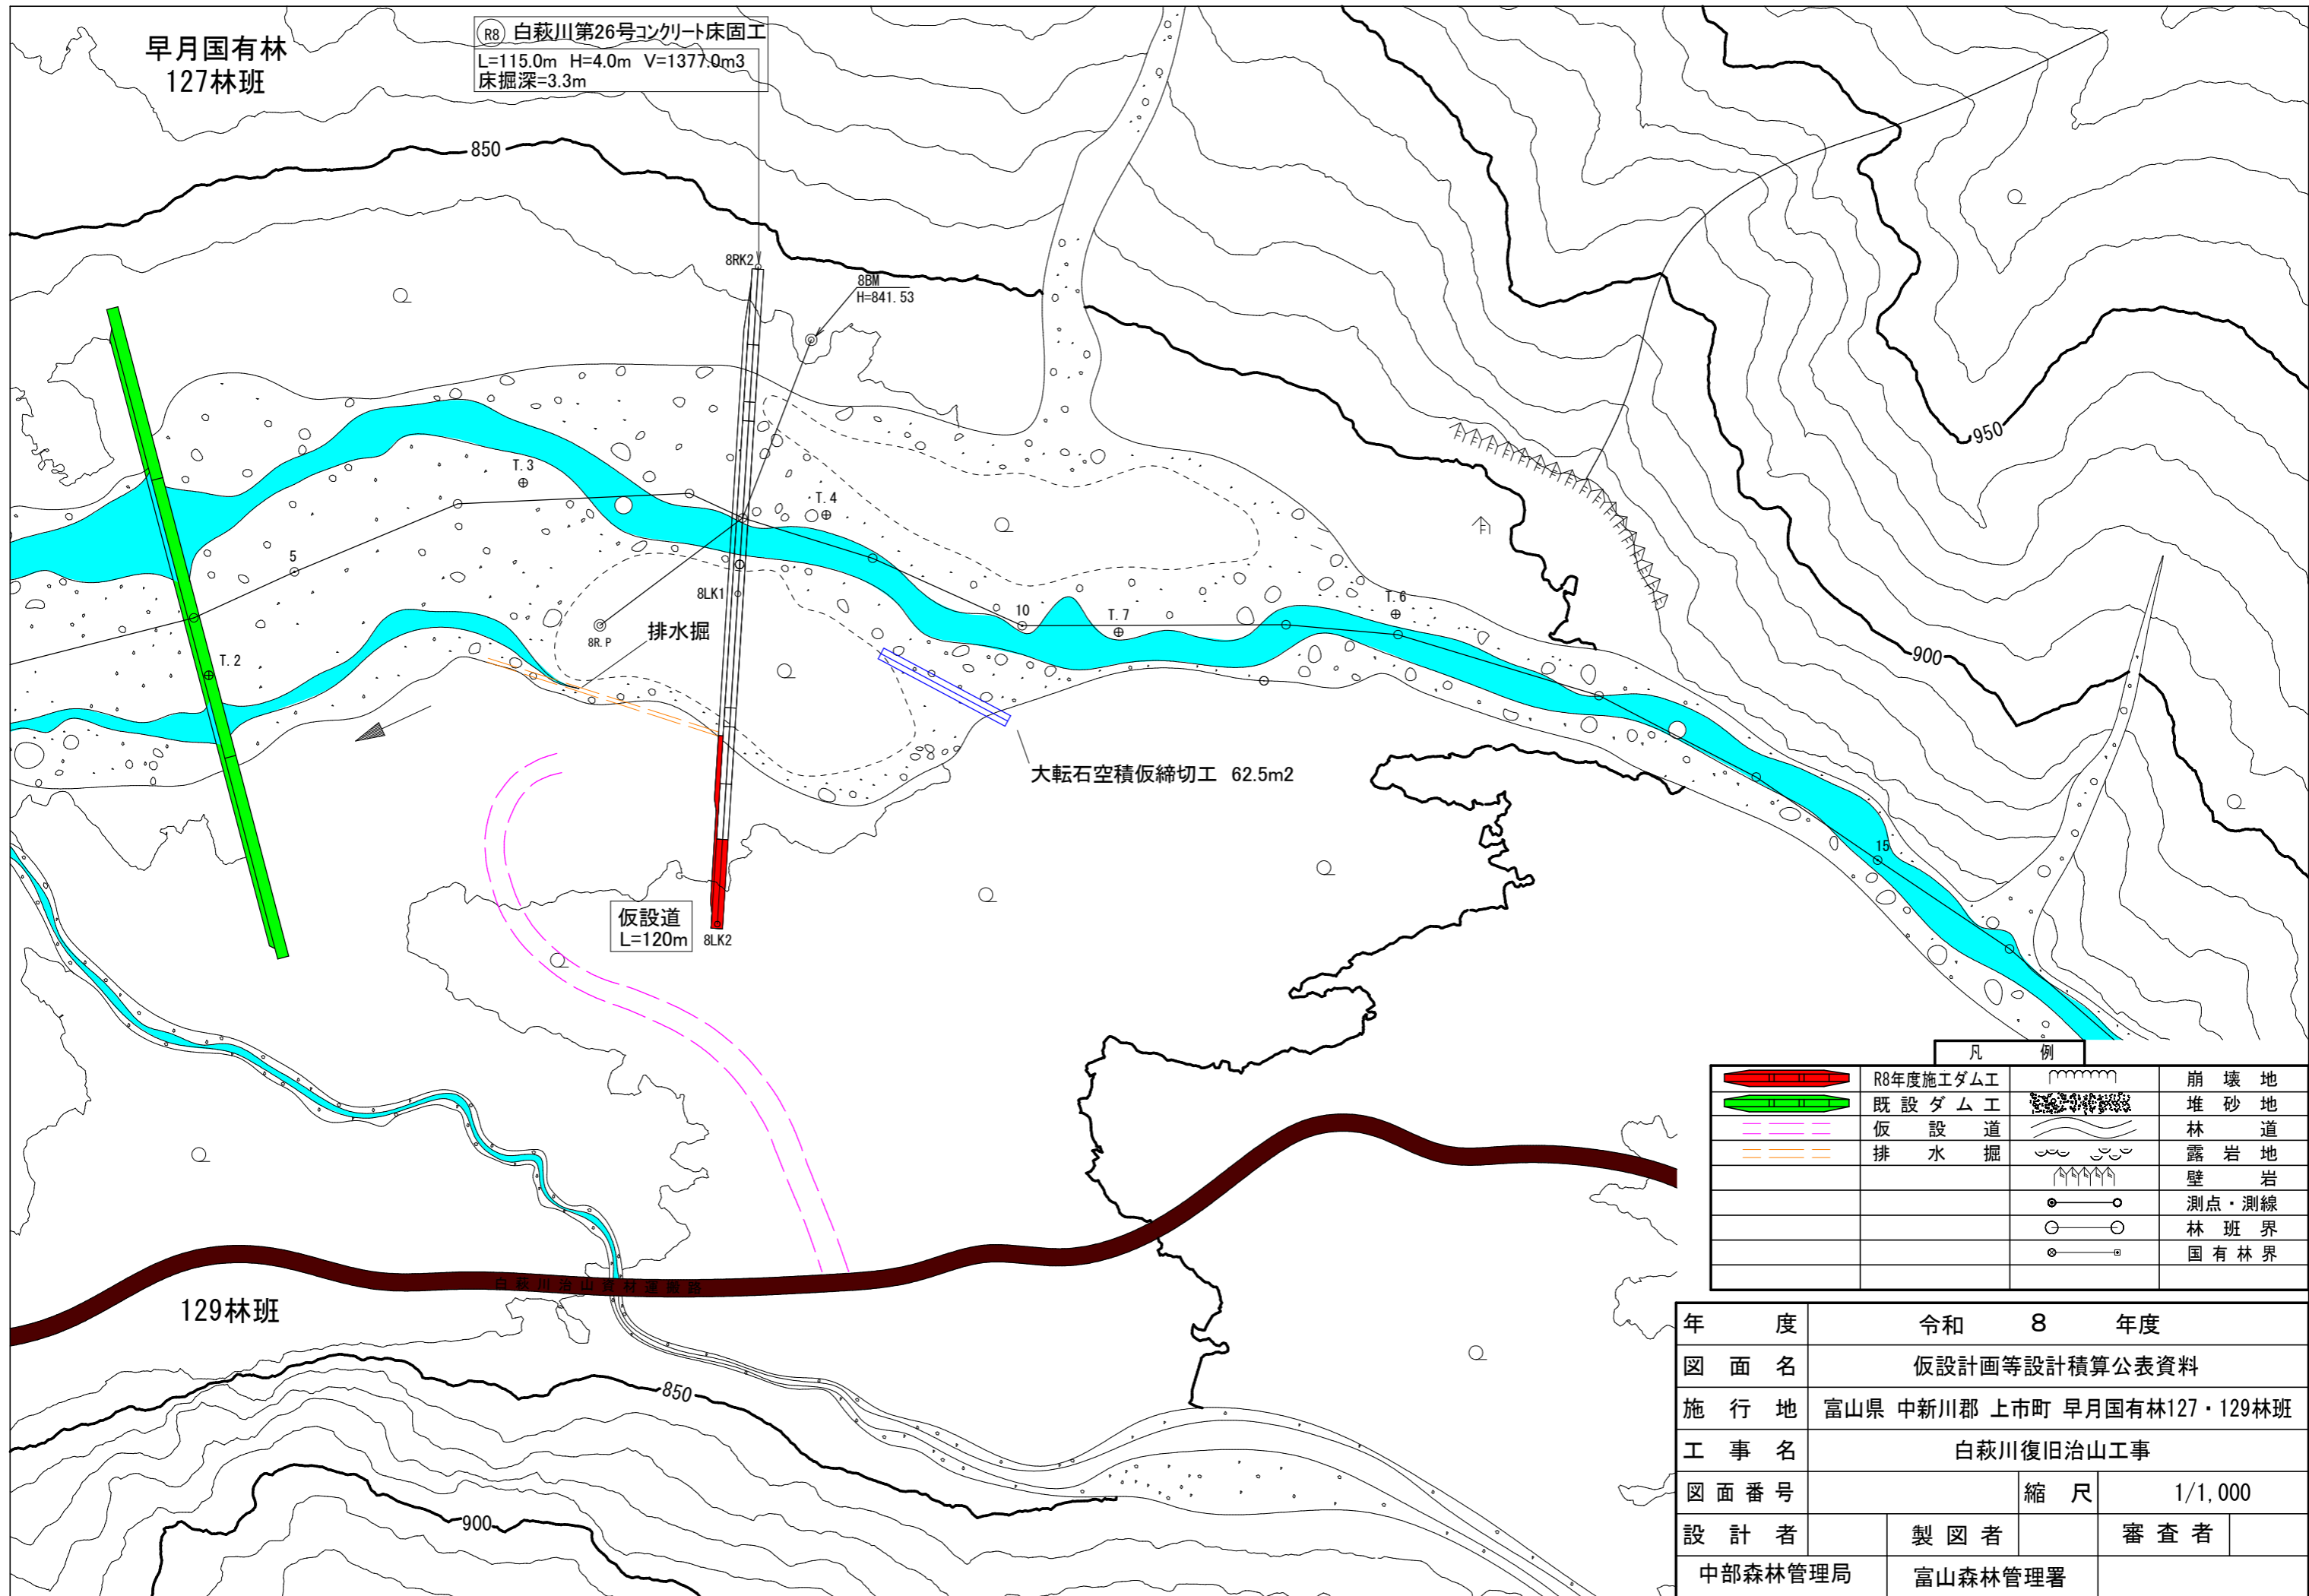 早月国有林
127林班
R8 白萩川第26号コンクリート床固工
L=115.0m H=4.0m V=1377.0m3
床掘深=3.3m
850
8RK2
8BM
H=841.53
950
T.3
T.4
5
8LK1
10
T.7
T.6
8R.P
排水掘
T.2
900
大転石空積仮締切工 62.5m2
15
仮設道
L=120m
8LK2
白萩川治山資材運搬路
129林班
850
900
凡 例
R8年度施工ダム工 崩壊地
既設ダム工 堆砂地
仮設道 林道
排水掘 露岩地
壁岩
測点・測線
林班界
国有林界
年度 令和 8 年度
図面名 仮設計画等設計積算公表資料
施行地 富山県 中新川郡 上市町 早月国有林127・129林班
工事名 白萩川復旧治山工事
図面番号 縮尺 1/1,000
設計者 製図者 審査者
中部森林管理局 富山森林管理署